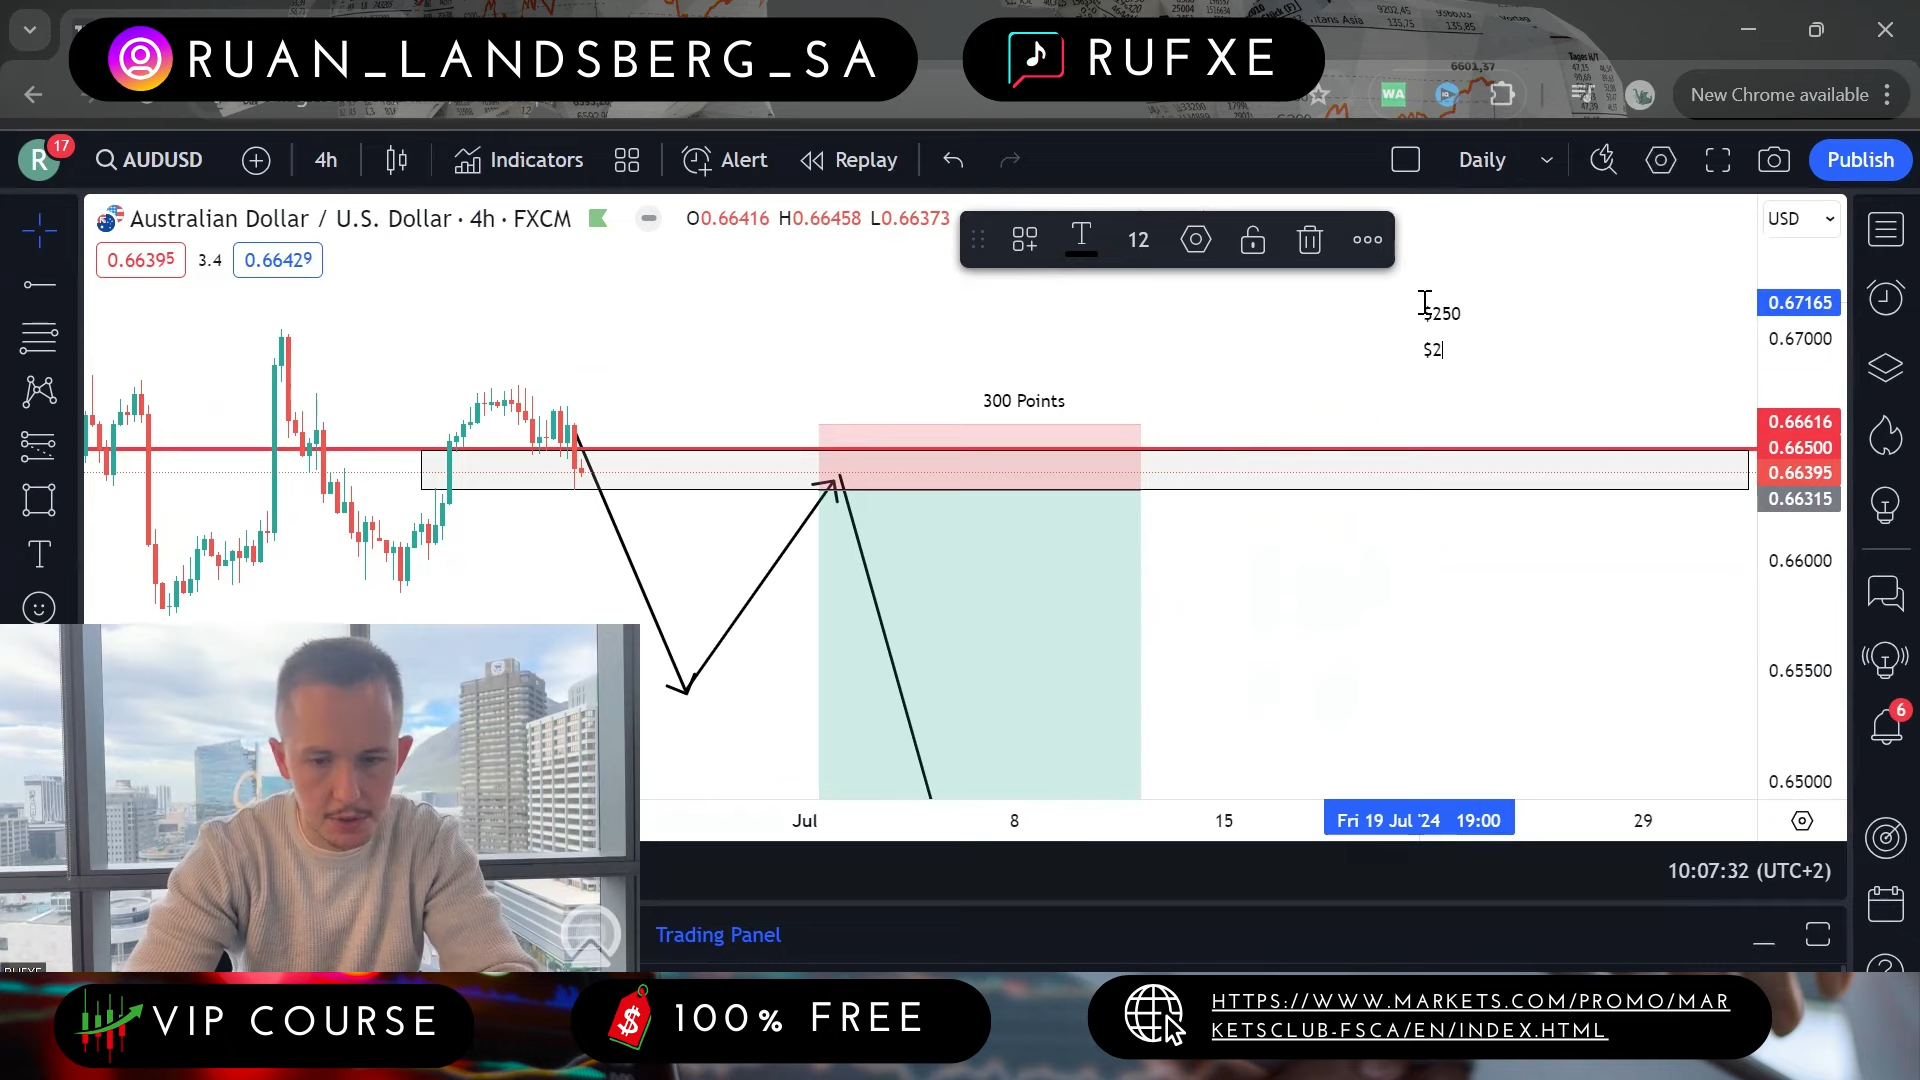 RUAN_LANDSBERG_SA
RUFXE
New Chrome available
R
17
AUDUSD
4h
Indicators
Alert
Replay
Daily
Publish
Australian Dollar / U.S. Dollar · 4h · FXCM
O0.66416 H0.66458 L0.66373
0.66395
3.4
0.66429
T
12
USD
$250
$2
0.67165
0.67000
300 Points
0.66616
0.66500
0.66395
0.66315
0.66000
0.65500
0.65000
6
Jul
8
15
Fri 19 Jul '24 19:00
29
10:07:32 (UTC+2)
Trading Panel
VIP COURSE
100% FREE
HTTPS://WWW.MARKETS.COM/PROMO/MAR
KETSCLUB-FSCA/EN/INDEX.HTML